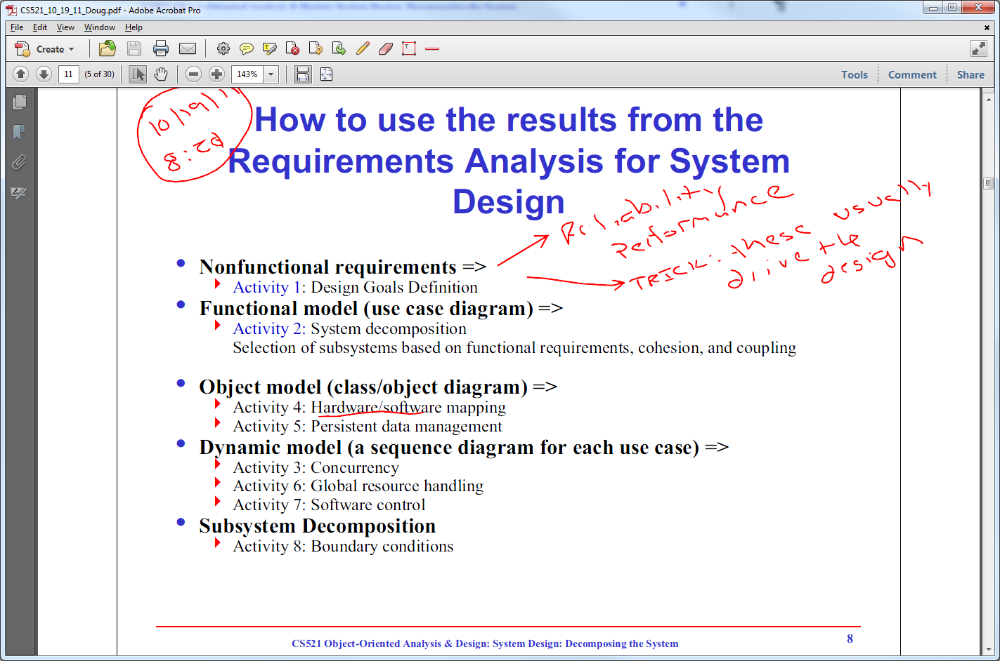 CS521_10_19_11_Doug.pdf - Adobe Acrobat Pro
File Edit View Window Help
Create
11 (5 of 30) 143% Tools Comment Share
10/19/11
8:20
How to use the results from the
Requirements Analysis for System
Design
Reliability
Performance
TRICK: these usually
drive the
design
Nonfunctional requirements =>
Activity 1: Design Goals Definition
Functional model (use case diagram) =>
Activity 2: System decomposition
Selection of subsystems based on functional requirements, cohesion, and coupling
Object model (class/object diagram) =>
Activity 4: Hardware/software mapping
Activity 5: Persistent data management
Dynamic model (a sequence diagram for each use case) =>
Activity 3: Concurrency
Activity 6: Global resource handling
Activity 7: Software control
Subsystem Decomposition
Activity 8: Boundary conditions
CS521 Object-Oriented Analysis & Design: System Design: Decomposing the System 8